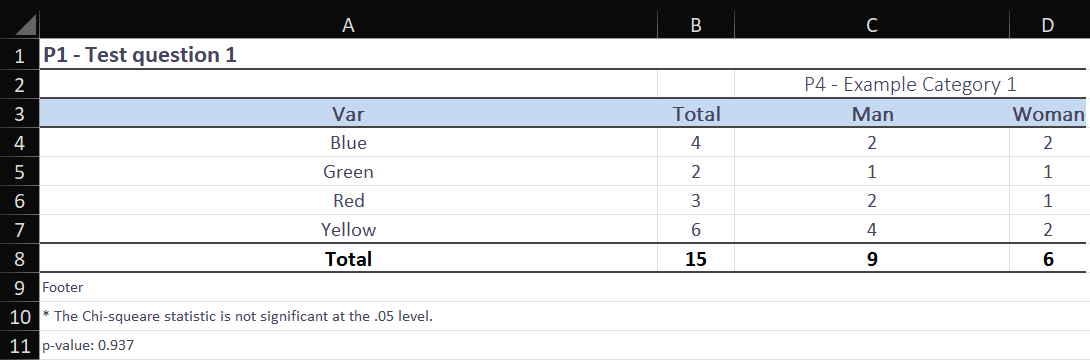 A B C D
1 P1 - Test question 1
2 P4 - Example Category 1
3 Var Total Man Woman
4 Blue 4 2 2
5 Green 2 1 1
6 Red 3 2 1
7 Yellow 6 4 2
8 Total 15 9 6
9 Footer
10 * The Chi-squeare statistic is not significant at the .05 level.
11 p-value: 0.937